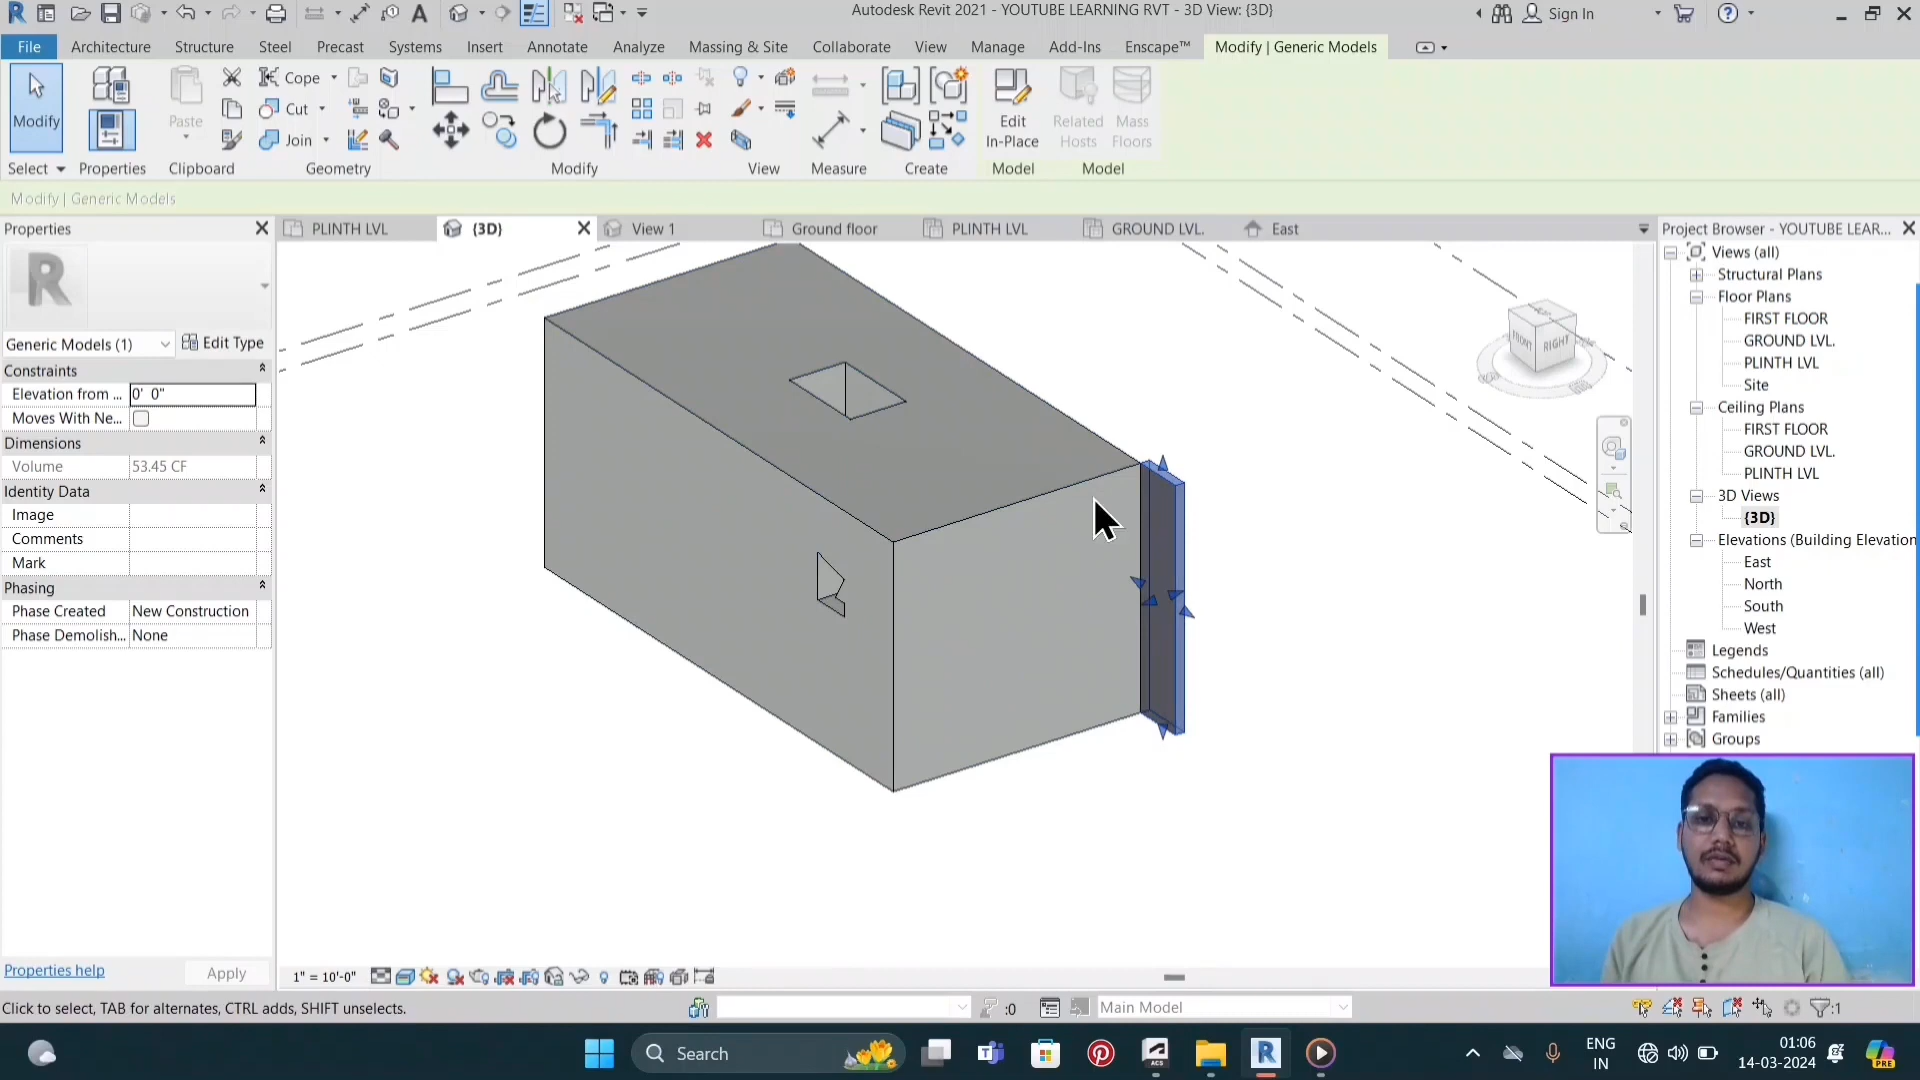 Autodesk Revit 2021 - YOUTUBE LEARNING RVT - 3D View: {3D}
Sign In
File Architecture Structure Steel Precast Systems Insert Annotate Analyze Massing & Site Collaborate View Manage Add-Ins Enscape™ Modify | Generic Models
Modify
Paste
Cope
Cut
Join
Edit In-Place
Related Hosts
Mass Floors
Select Properties Clipboard Geometry Modify View Measure Create Model Model
Modify | Generic Models
Properties
PLINTH LVL {3D} View 1 Ground floor PLINTH LVL GROUND LVL. East
Project Browser - YOUTUBE LEAR...
R
Generic Models (1) Edit Type
Constraints
Elevation from ... 0' 0"
Moves With Ne...
Dimensions
Volume 53.45 CF
Identity Data
Image
Comments
Mark
Phasing
Phase Created New Construction
Phase Demolish... None
Properties help Apply
FRONT RIGHT
Views (all)
Structural Plans
Floor Plans
FIRST FLOOR
GROUND LVL.
PLINTH LVL
Site
Ceiling Plans
FIRST FLOOR
GROUND LVL.
PLINTH LVL
3D Views
{3D}
Elevations (Building Elevation
East
North
South
West
Legends
Schedules/Quantities (all)
Sheets (all)
Families
Groups
1" = 10'-0"
Click to select, TAB for alternates, CTRL adds, SHIFT unselects.
:0
Main Model
:1
Search
ACS
R
ENG
IN
01:06
14-03-2024
PRE